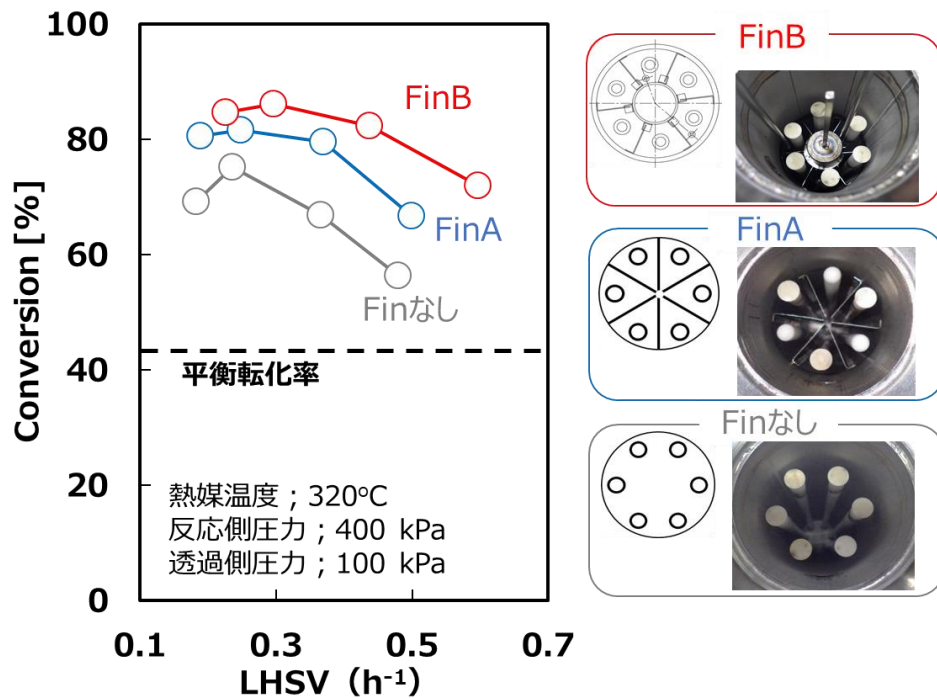 100
80
60
40
20
0
Conversion [%]
0.1
0.3
0.5
0.7
LHSV（h-1）
FinB
FinA
Finなし
平衡転化率
熱媒温度；320oC
反応側圧力；400 kPa
透過側圧力；100 kPa
FinB
FinA
Finなし